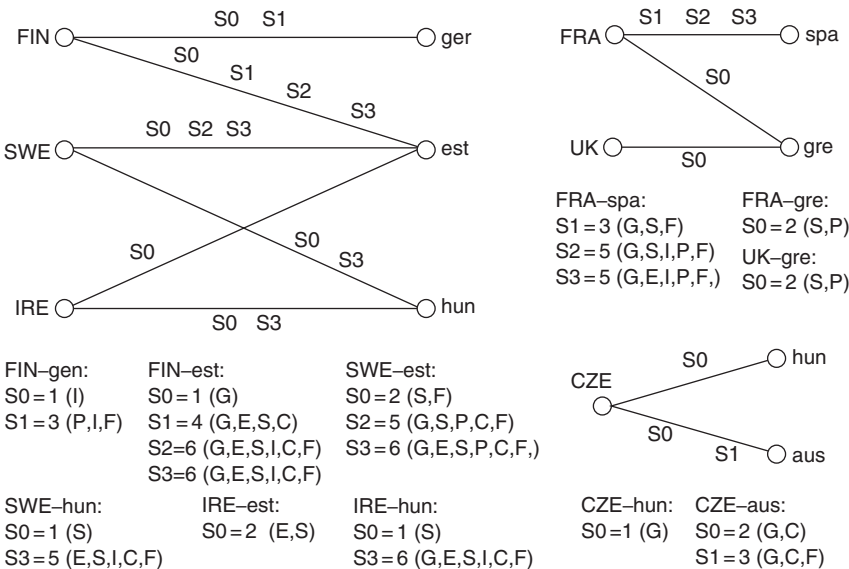 FIN
S0 S1
ger
S0
S1
S2
S3
SWE
S0 S2 S3
est
S0
S0
S3
IRE
S0 S3
hun
FRA
S1 S2 S3
spa
S0
UK
S0
gre
FRA–spa:
S1=3 (G,S,F)
S2=5 (G,S,I,P,F)
S3=5 (G,E,I,P,F,)
FRA–gre:
S0=2 (S,P)
UK–gre:
S0=2 (S,P)
FIN–gen:
S0=1 (I)
S1=3 (P,I,F)
FIN–est:
S0=1 (G)
S1=4 (G,E,S,C)
S2=6 (G,E,S,I,C,F)
S3=6 (G,E,S,I,C,F)
SWE–est:
S0=2 (S,F)
S2=5 (G,S,P,C,F)
S3=6 (G,E,S,P,C,F,)
CZE
S0
hun
S0
S1
aus
SWE–hun:
S0=1 (S)
S3=5 (E,S,I,C,F)
IRE–est:
S0=2 (E,S)
IRE–hun:
S0=1 (S)
S3=6 (G,E,S,I,C,F)
CZE–hun:
S0=1 (G)
CZE–aus:
S0=2 (G,C)
S1=3 (G,C,F)